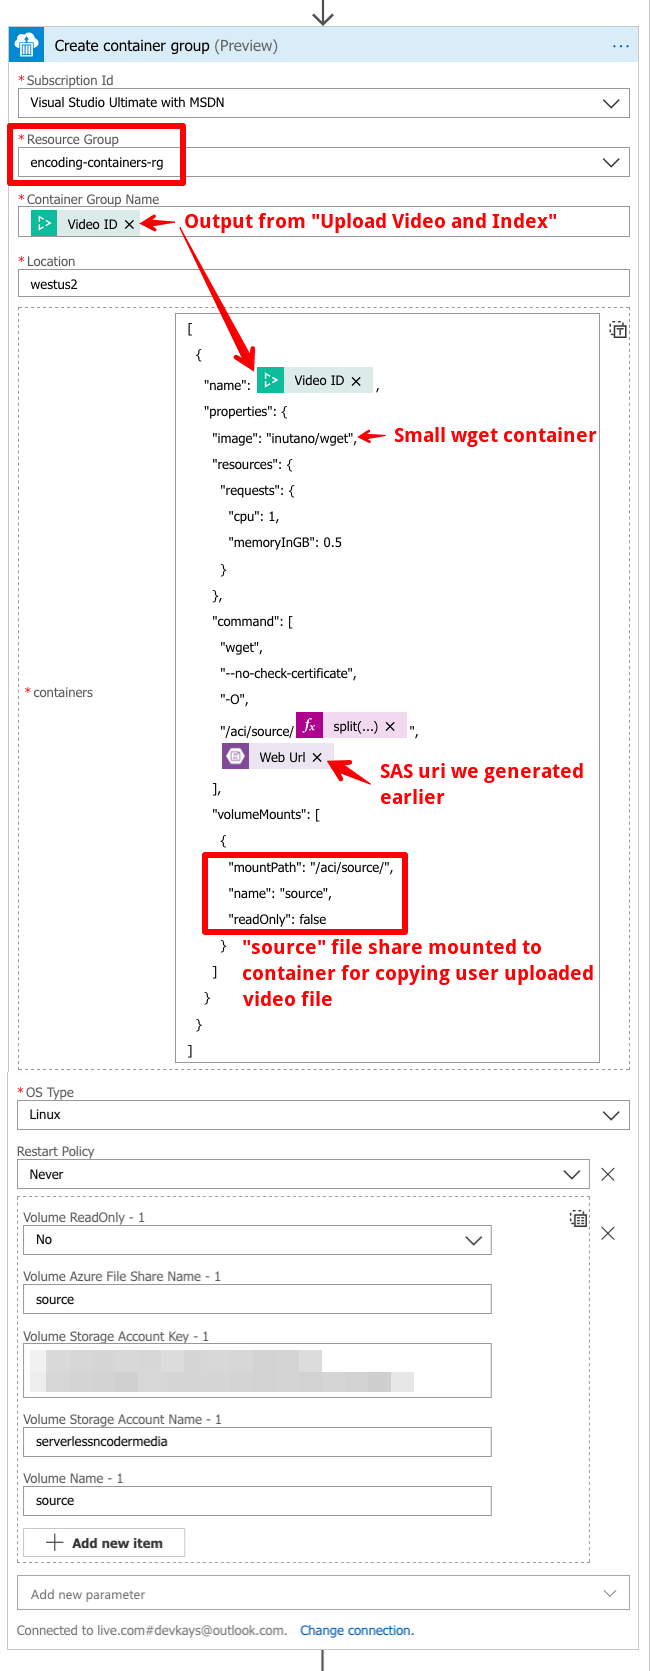 Create container group (Preview)
...
* Subscription Id
Visual Studio Ultimate with MSDN
* Resource Group
encoding-containers-rg
* Container Group Name
Video ID ×
Output from "Upload Video and Index"
* Location
westus2
* containers
[
{
"name": Video ID × ,
"properties": {
"image": "inutano/wget",
Small wget container
"resources": {
"requests": {
"cpu": 1,
"memoryInGB": 0.5
}
},
"command": [
"wget",
"--no-check-certificate",
"-O",
"/aci/source/ fx split(...) × ",
Web Url ×
SAS uri we generated
earlier
],
"volumeMounts": [
{
"mountPath": "/aci/source/",
"name": "source",
"readOnly": false
}
"source" file share mounted to
container for copying user uploaded
video file
]
}
}
]
* OS Type
Linux
Restart Policy
Never
Volume ReadOnly - 1
No
Volume Azure File Share Name - 1
source
Volume Storage Account Key - 1
Volume Storage Account Name - 1
serverlessncodermedia
Volume Name - 1
source
Add new item
Add new parameter
Connected to live.com#devkays@outlook.com. Change connection.